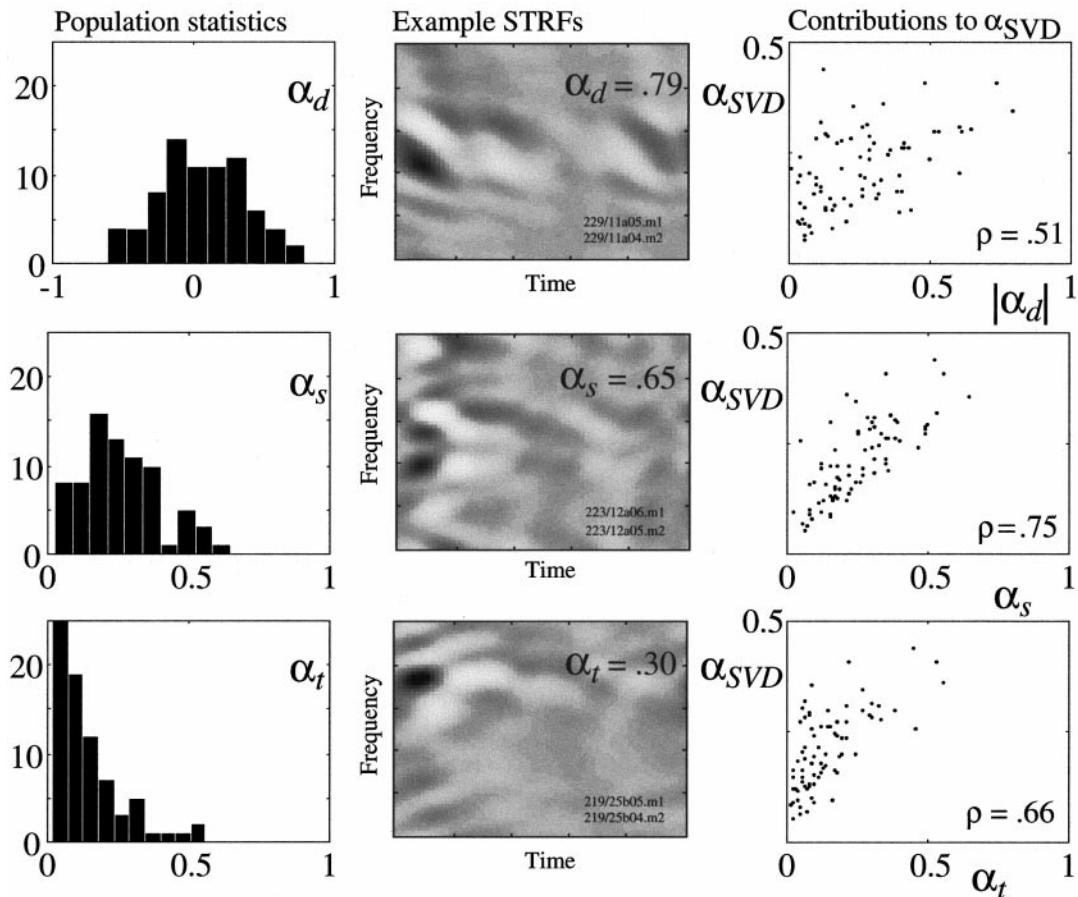 Population statistics
Example STRFs
Contributions to αSVD
20
10
0
αd
-1
0
1
Frequency
αd = .79
229/11a05.m1
229/11a04.m2
Time
0.5
αSVD
ρ = .51
0
0.5
1
|αd|
20
10
0
αs
0
0.5
1
Frequency
αs = .65
223/12a06.m1
223/12a05.m2
Time
0.5
αSVD
ρ = .75
0
0.5
1
αs
20
10
0
αt
0
0.5
1
Frequency
αt = .30
219/25b05.m1
219/25b04.m2
Time
0.5
αSVD
ρ = .66
0
0.5
1
αt